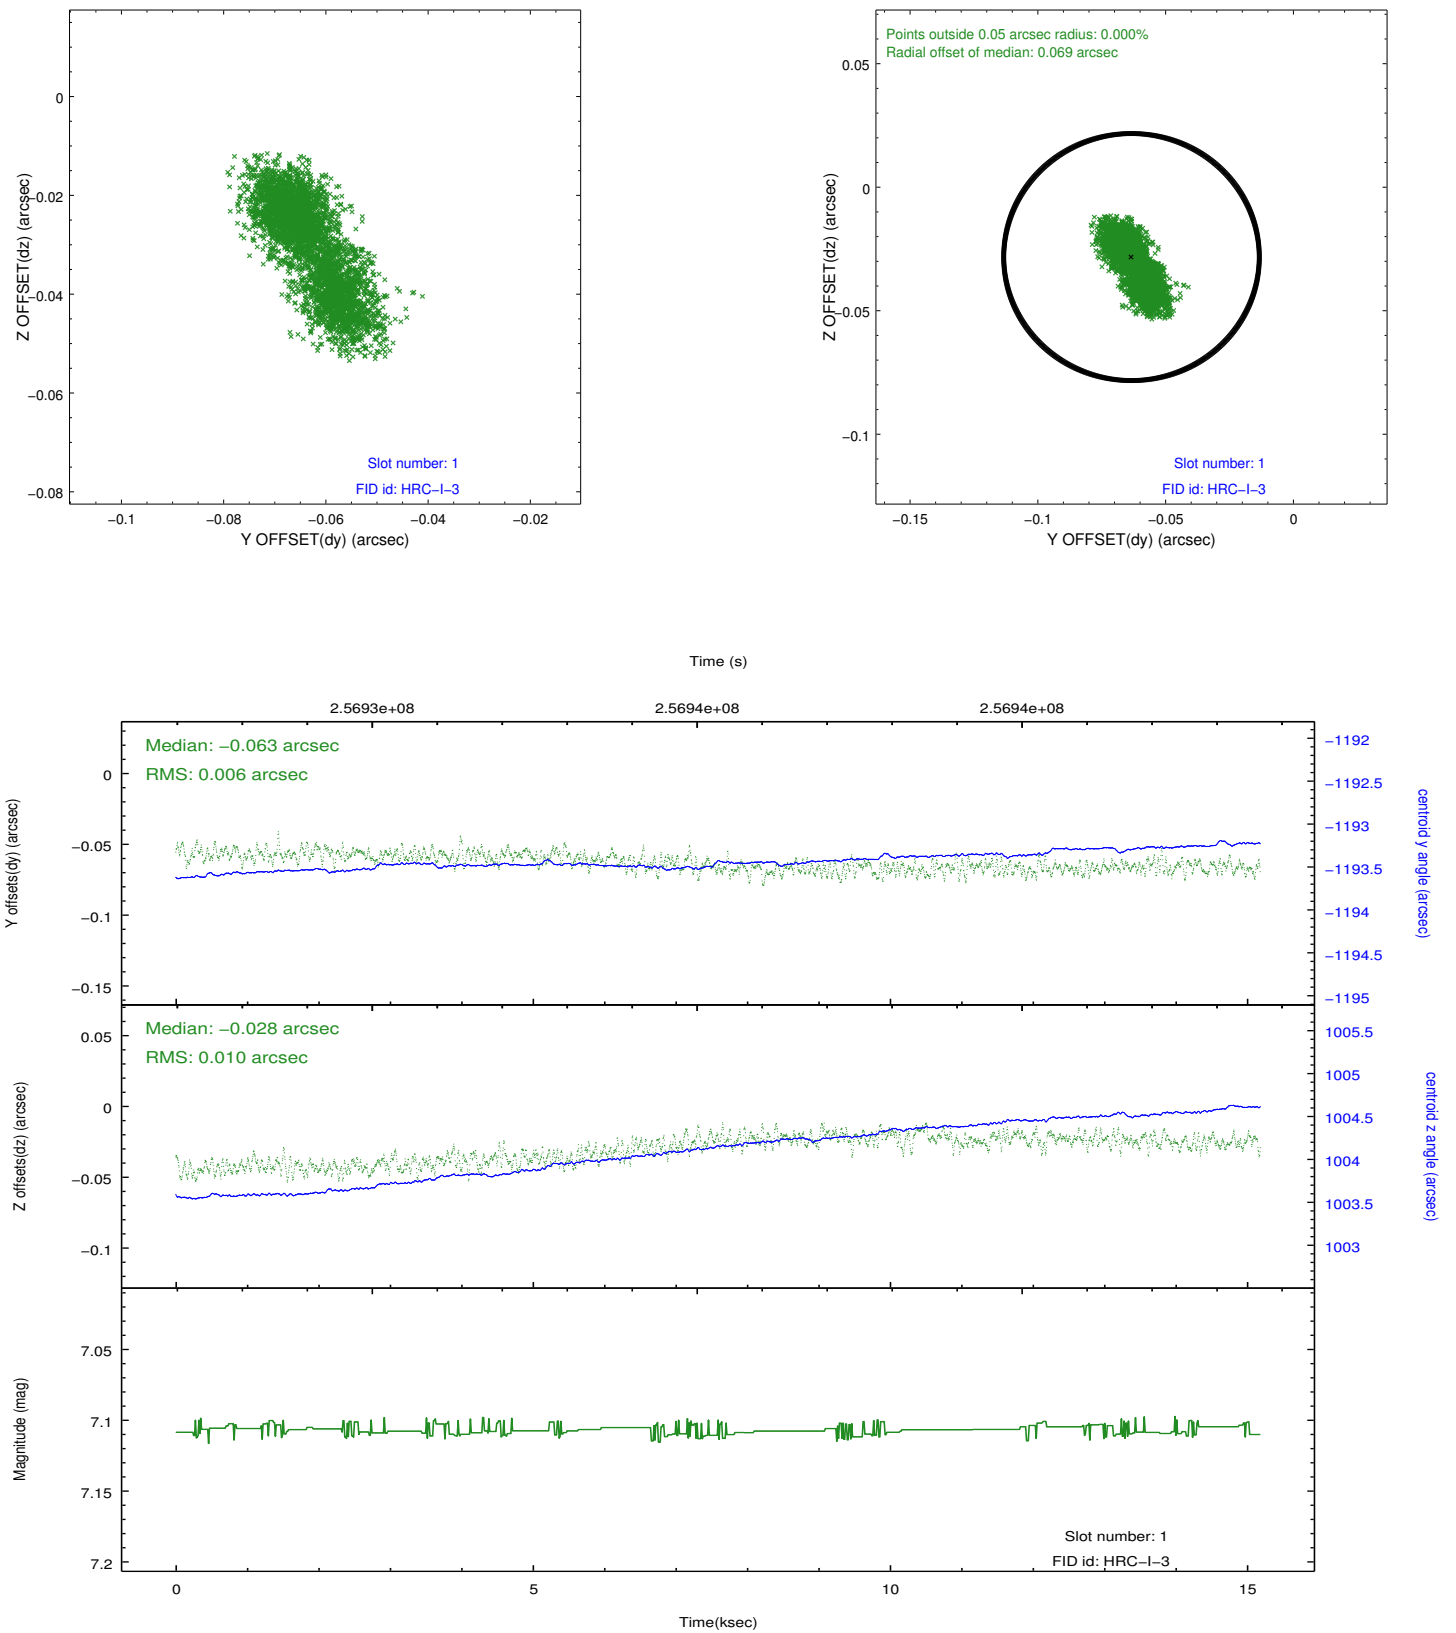 0
−0.02
−0.04
−0.06
−0.08
Z OFFSET(dz) (arcsec)
Slot number: 1
FID id: HRC−I−3
−0.1
−0.08
−0.06
−0.04
−0.02
Y OFFSET(dy) (arcsec)
Points outside 0.05 arcsec radius: 0.000%
Radial offset of median: 0.069 arcsec
0.05
0
−0.05
−0.1
Z OFFSET(dz) (arcsec)
Slot number: 1
FID id: HRC−I−3
−0.15
−0.1
−0.05
0
Y OFFSET(dy) (arcsec)
Time (s)
2.5693e+08
2.5694e+08
2.5694e+08
Median: −0.063 arcsec
RMS: 0.006 arcsec
0
−0.05
−0.1
−0.15
Y offsets(dy) (arcsec)
−1192
−1192.5
−1193
−1193.5
−1194
−1194.5
−1195
centroid y angle (arcsec)
Median: −0.028 arcsec
RMS: 0.010 arcsec
0.05
0
−0.05
−0.1
Z offsets(dz) (arcsec)
1005.5
1005
1004.5
1004
1003.5
1003
centroid z angle (arcsec)
7.05
7.1
7.15
7.2
Magnitude (mag)
Slot number: 1
FID id: HRC−I−3
0
5
10
15
Time(ksec)